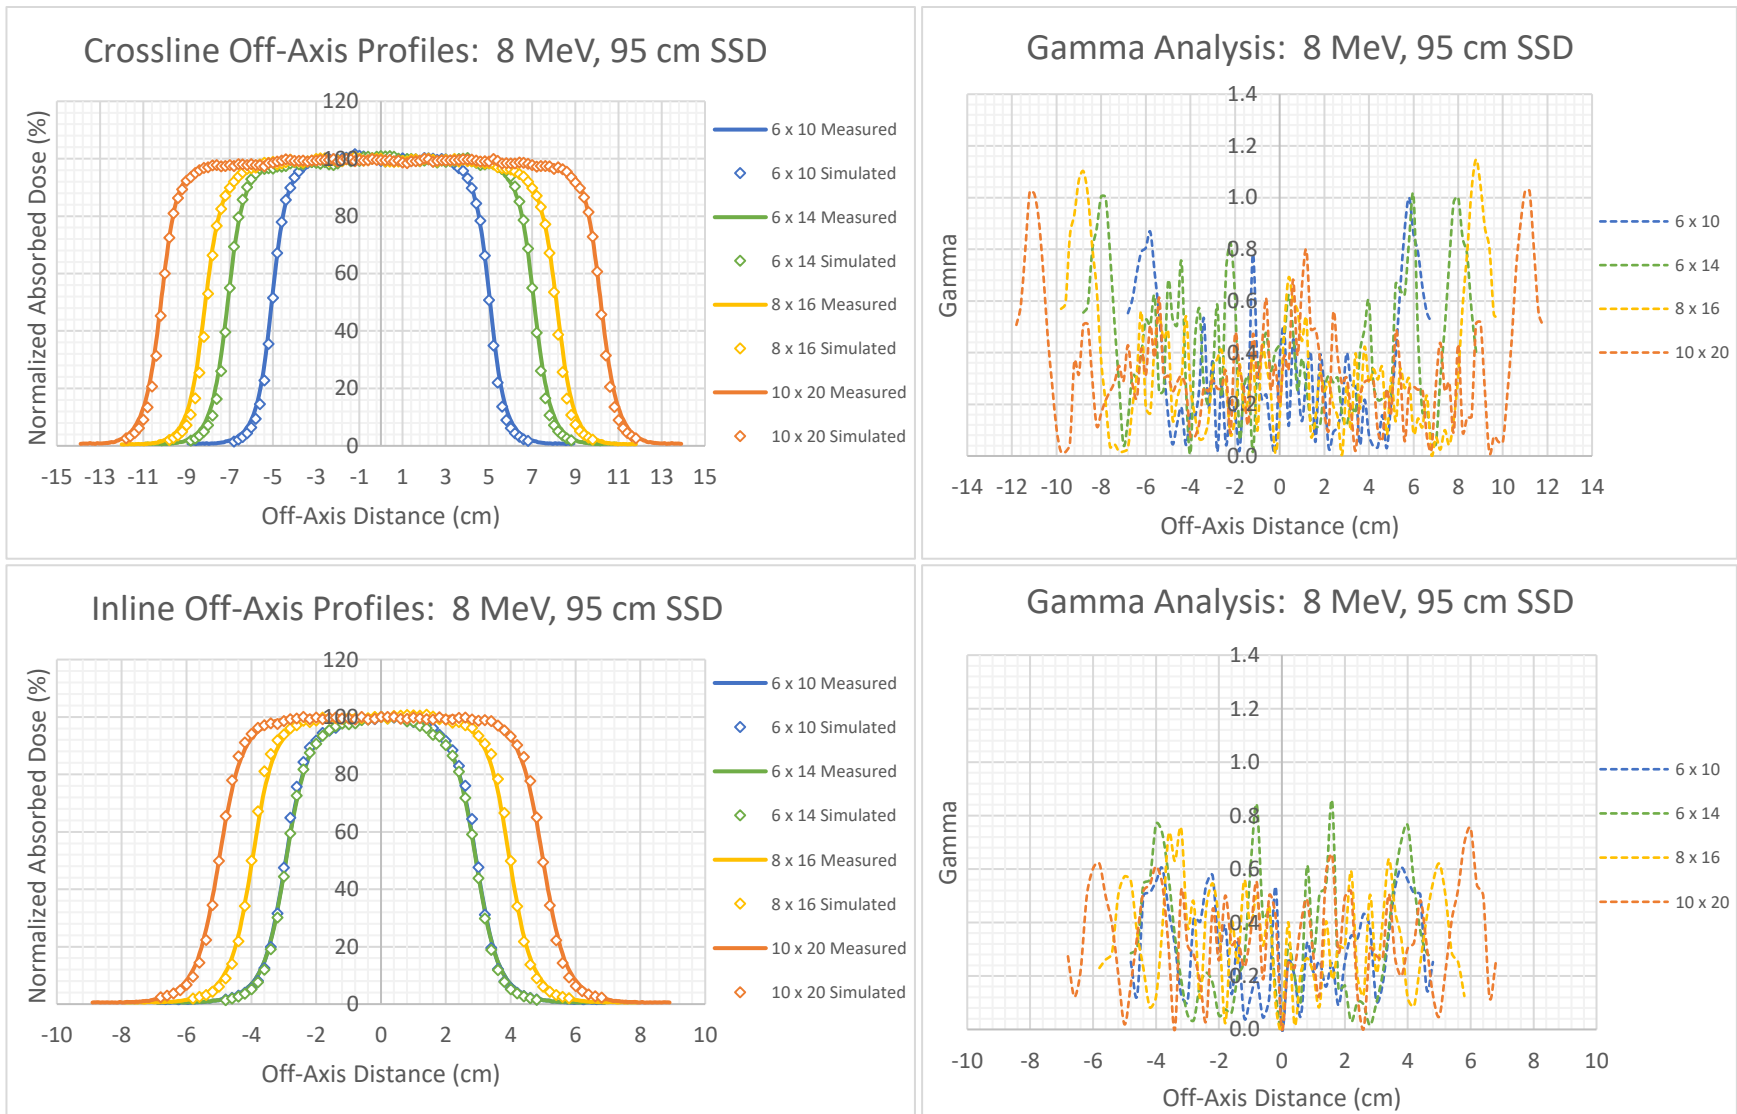 Crossline Off-Axis Profiles:  8 MeV, 95 cm SSD
Normalized Absorbed Dose (%)
120
100
80
60
40
20
0
-15 -13 -11 -9 -7 -5 -3 -1 1 3 5 7 9 11 13 15
Off-Axis Distance (cm)
6 x 10 Measured
6 x 10 Simulated
6 x 14 Measured
6 x 14 Simulated
8 x 16 Measured
8 x 16 Simulated
10 x 20 Measured
10 x 20 Simulated
Gamma Analysis:  8 MeV, 95 cm SSD
Gamma
1.4
1.2
1.0
0.8
0.6
0.4
0.2
0.0
-14 -12 -10 -8 -6 -4 -2 0 2 4 6 8 10 12 14
Off-Axis Distance (cm)
6 x 10
6 x 14
8 x 16
10 x 20
Inline Off-Axis Profiles:  8 MeV, 95 cm SSD
Normalized Absorbed Dose (%)
120
100
80
60
40
20
0
-10 -8 -6 -4 -2 0 2 4 6 8 10
Off-Axis Distance (cm)
6 x 10 Measured
6 x 10 Simulated
6 x 14 Measured
6 x 14 Simulated
8 x 16 Measured
8 x 16 Simulated
10 x 20 Measured
10 x 20 Simulated
Gamma Analysis:  8 MeV, 95 cm SSD
Gamma
1.4
1.2
1.0
0.8
0.6
0.4
0.2
0.0
-10 -8 -6 -4 -2 0 2 4 6 8 10
Off-Axis Distance (cm)
6 x 10
6 x 14
8 x 16
10 x 20